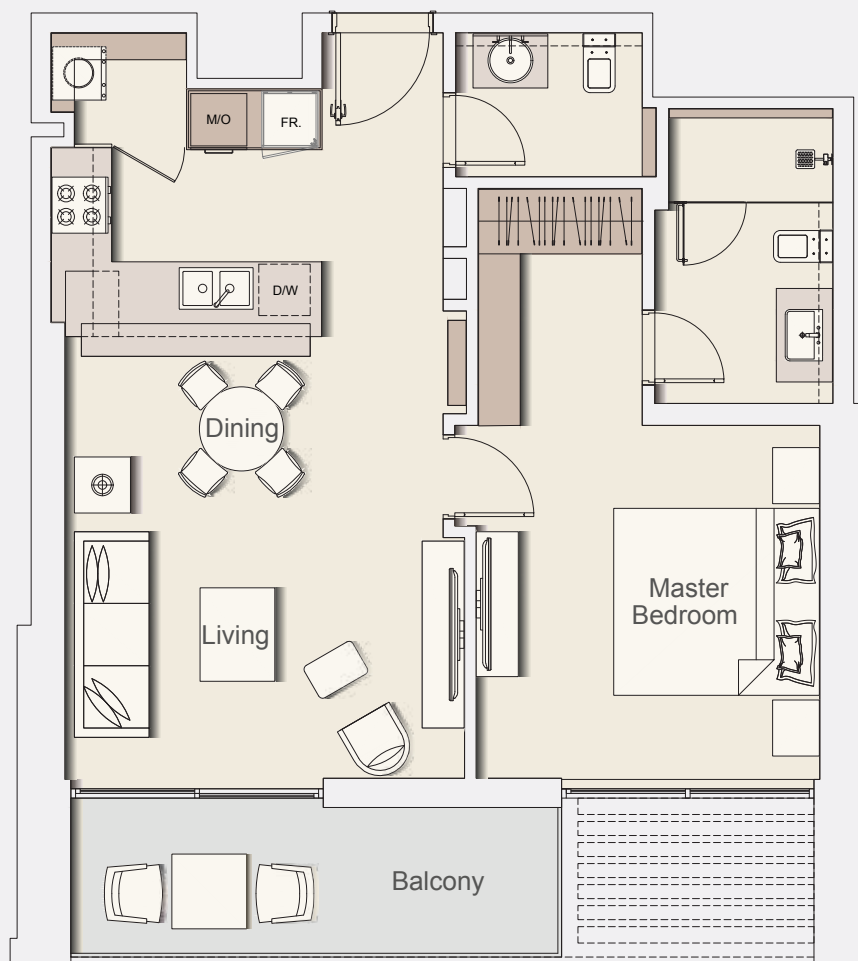 M/O
FR.
D/W
Dining
Living
Master
Bedroom
Balcony